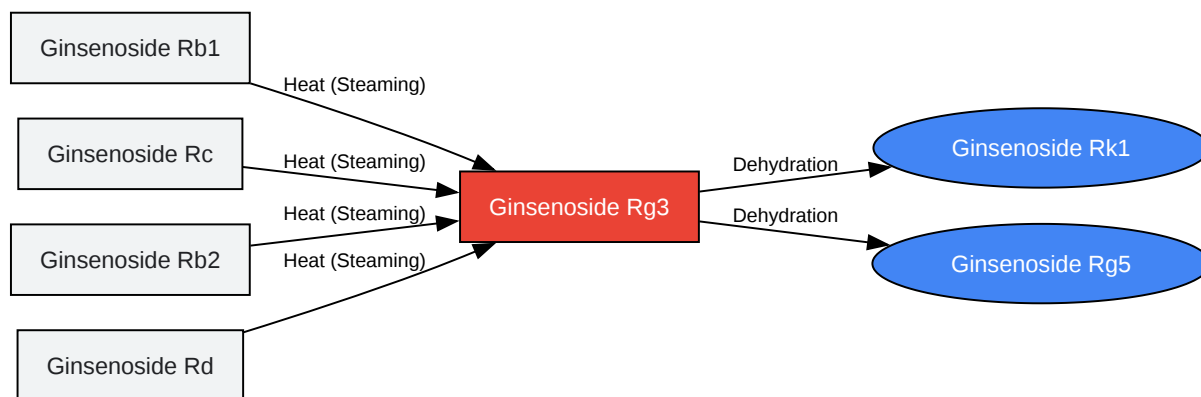 Ginsenoside Rb1
Heat (Steaming)
Ginsenoside Rc
Heat (Steaming)
Ginsenoside Rb2
Heat (Steaming)
Ginsenoside Rd
Heat (Steaming)
Ginsenoside Rg3
Dehydration
Ginsenoside Rk1
Dehydration
Ginsenoside Rg5